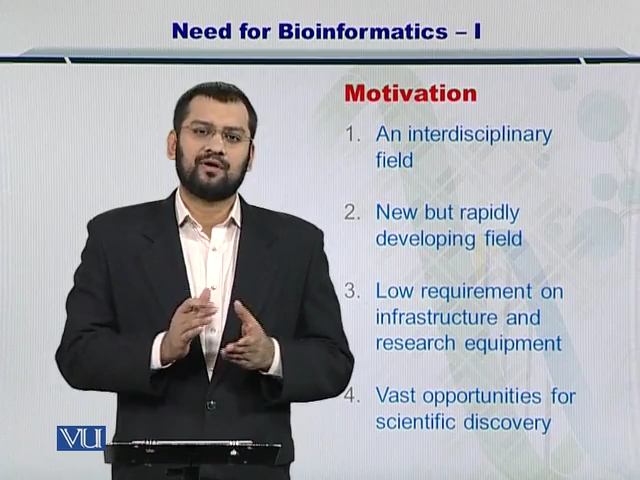 Need for Bioinformatics – I
Motivation
1. An interdisciplinary
field
2. New but rapidly
developing field
3. Low requirement on
infrastructure and
research equipment
4. Vast opportunities for
scientific discovery
VU